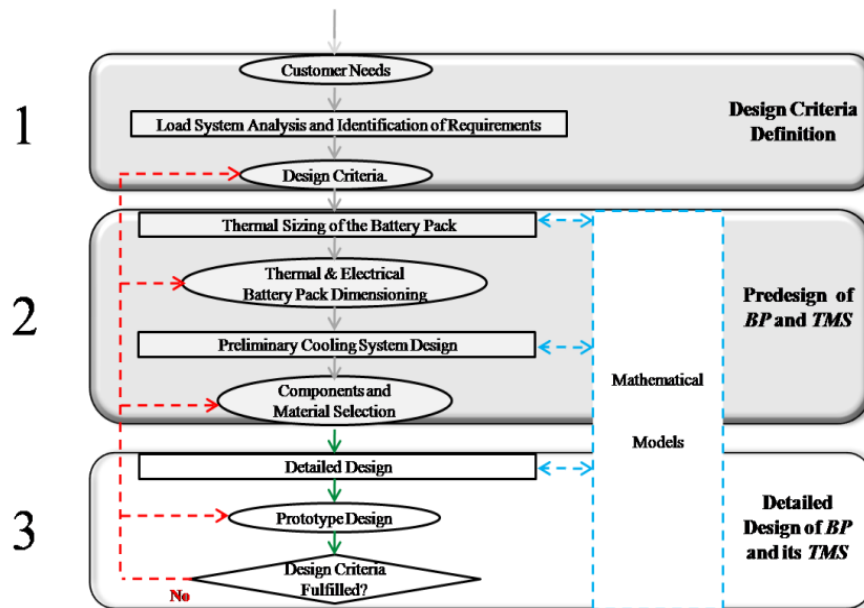 Customer Needs
1
Load System Analysis and Identification of Requirements
Design Criteria
Definition
Design Criteria.
Thermal Sizing of the Battery Pack
Thermal & Electrical
Battery Pack Dimensioning
2
Predesign of
BP and TMS
Preliminary Cooling System Design
Mathematical
Models
Components and
Material Selection
Detailed Design
3
Prototype Design
Detailed
Design of BP
and its TMS
Design Criteria
Fulfilled?
No